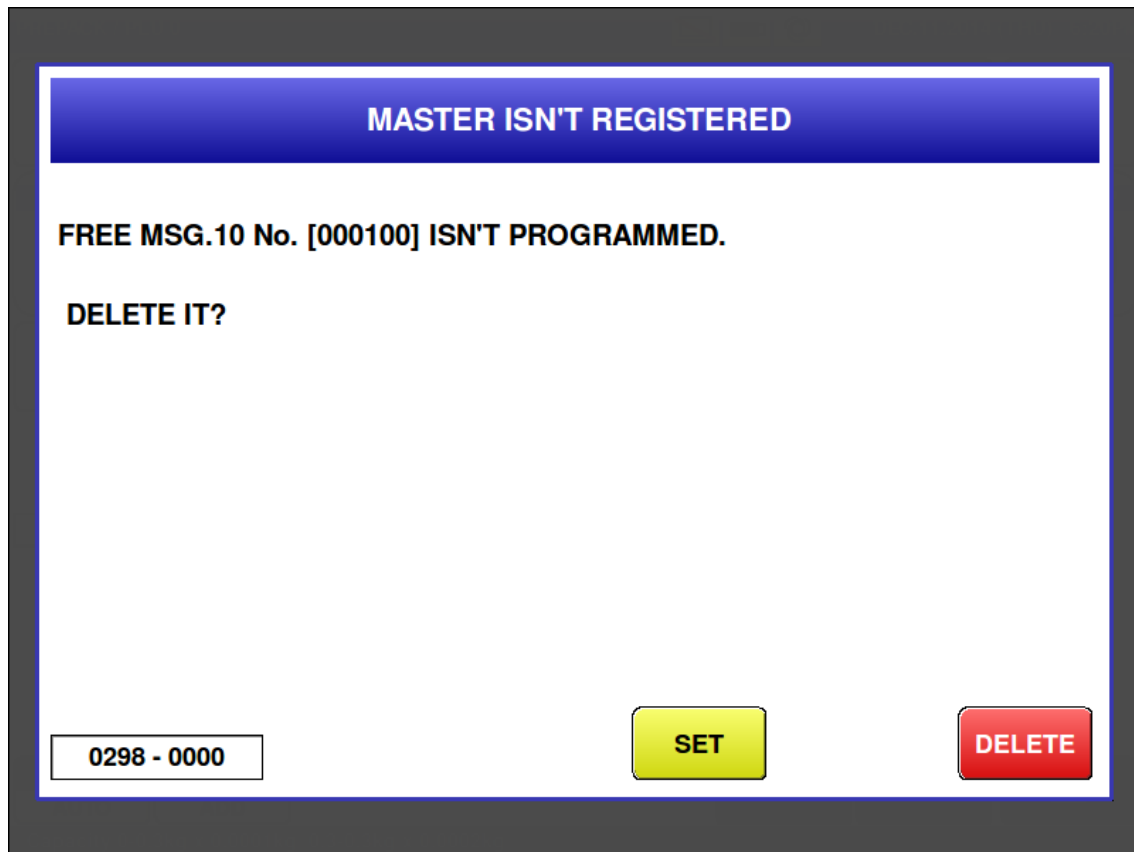 MASTER ISN'T REGISTERED
FREE MSG.10 No. [000100] ISN'T PROGRAMMED.
DELETE IT?
0298 - 0000
SET
DELETE